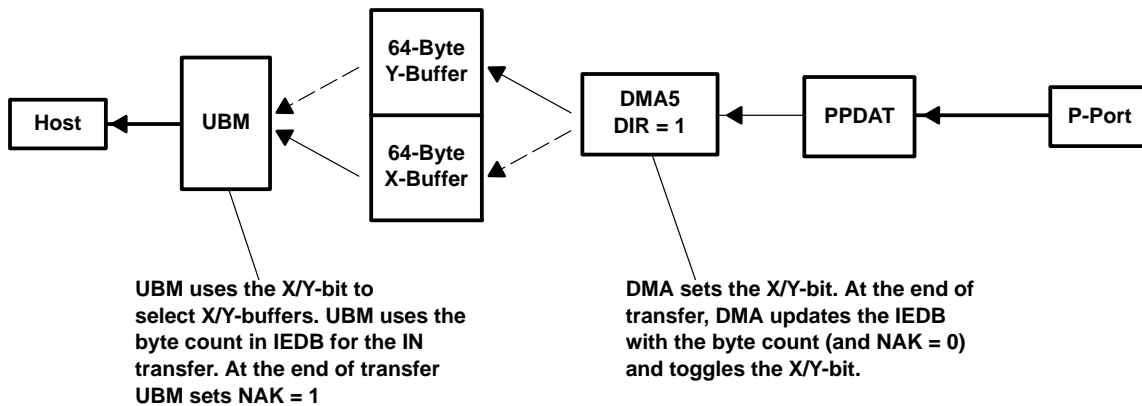 Host
UBM
64-Byte
Y-Buffer
64-Byte
X-Buffer
DMA5
DIR = 1
PPDAT
P-Port
UBM uses the X/Y-bit to
select X/Y-buffers. UBM uses the
byte count in IEDB for the IN
transfer. At the end of transfer
UBM sets NAK = 1
DMA sets the X/Y-bit. At the end of
transfer, DMA updates the IEDB
with the byte count (and NAK = 0)
and toggles the X/Y-bit.